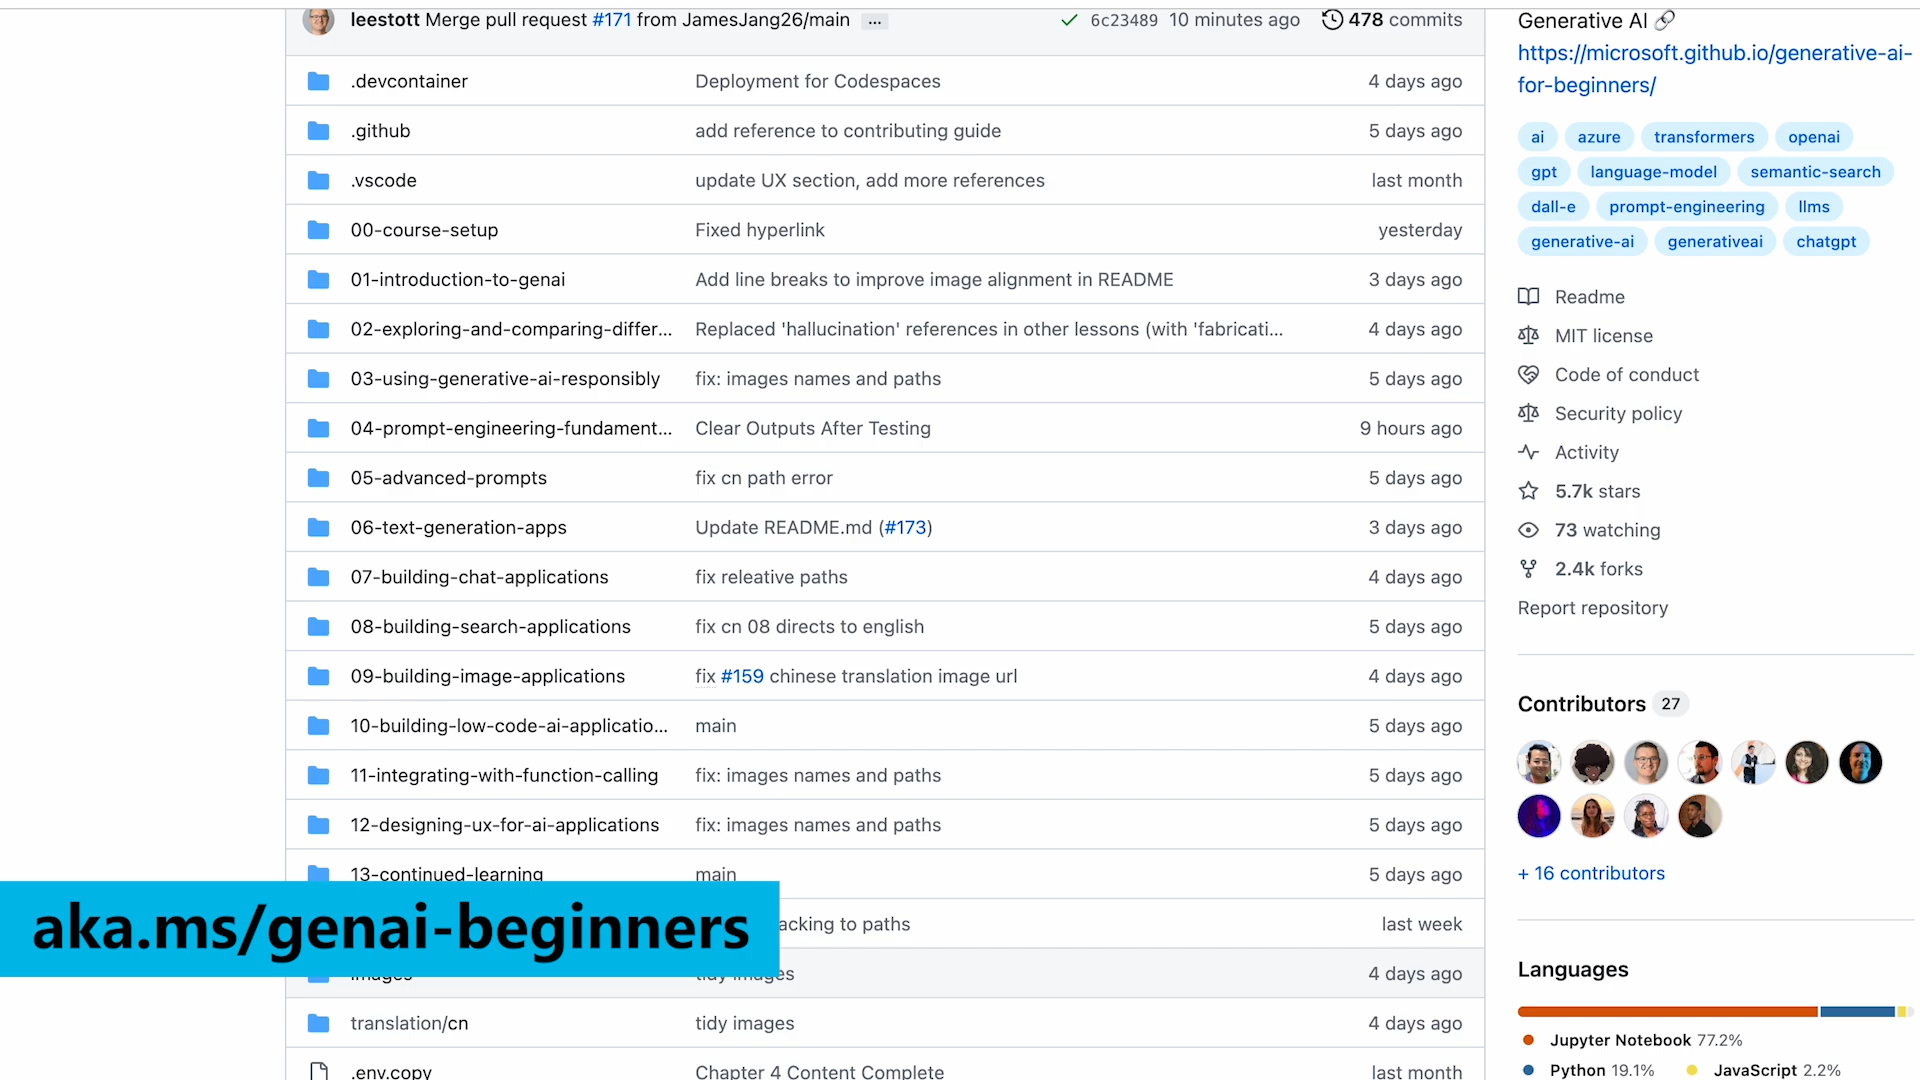 leestott Merge pull request #171 from JamesJang26/main ... 6c23489 10 minutes ago 478 commits
.devcontainer Deployment for Codespaces 4 days ago
.github add reference to contributing guide 5 days ago
.vscode update UX section, add more references last month
00-course-setup Fixed hyperlink yesterday
01-introduction-to-genai Add line breaks to improve image alignment in README 3 days ago
02-exploring-and-comparing-differ... Replaced 'hallucination' references in other lessons (with 'fabricati... 4 days ago
03-using-generative-ai-responsibly fix: images names and paths 5 days ago
04-prompt-engineering-fundament... Clear Outputs After Testing 9 hours ago
05-advanced-prompts fix cn path error 5 days ago
06-text-generation-apps Update README.md (#173) 3 days ago
07-building-chat-applications fix releative paths 4 days ago
08-building-search-applications fix cn 08 directs to english 5 days ago
09-building-image-applications fix #159 chinese translation image url 4 days ago
10-building-low-code-ai-applicatio... main 5 days ago
11-integrating-with-function-calling fix: images names and paths 5 days ago
12-designing-ux-for-ai-applications fix: images names and paths 5 days ago
13-continued-learning main 5 days ago
to paths last week
images tidy images 4 days ago
translation/cn tidy images 4 days ago
.env.copy Chapter 4 Content Complete last month
aka.ms/genai-beginners
Generative AI
https://microsoft.github.io/generative-ai-
for-beginners/
ai azure transformers openai
gpt language-model semantic-search
dall-e prompt-engineering llms
generative-ai generativeai chatgpt
Readme
MIT license
Code of conduct
Security policy
Activity
5.7k stars
73 watching
2.4k forks
Report repository
Contributors 27
+ 16 contributors
Languages
Jupyter Notebook 77.2%
Python 19.1% JavaScript 2.2%